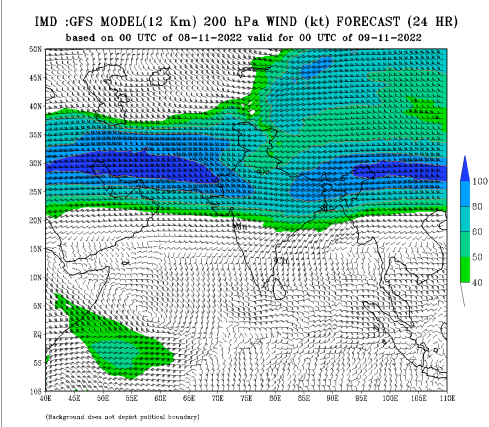 IMD :GFS MODEL(12 Km) 200 hPa WIND (kt) FORECAST (24 HR)
based on 00 UTC of 08-11-2022 valid for 00 UTC of 09-11-2022
50N
45N
40N
35N
30N
25N
20N
15N
10N
5N
EQ
5S
10S
40E 45E 50E 55E 60E 65E 70E 75E 80E 85E 90E 95E 100E 105E 110E
100
80
60
50
40
(Background does not depict political boundary)